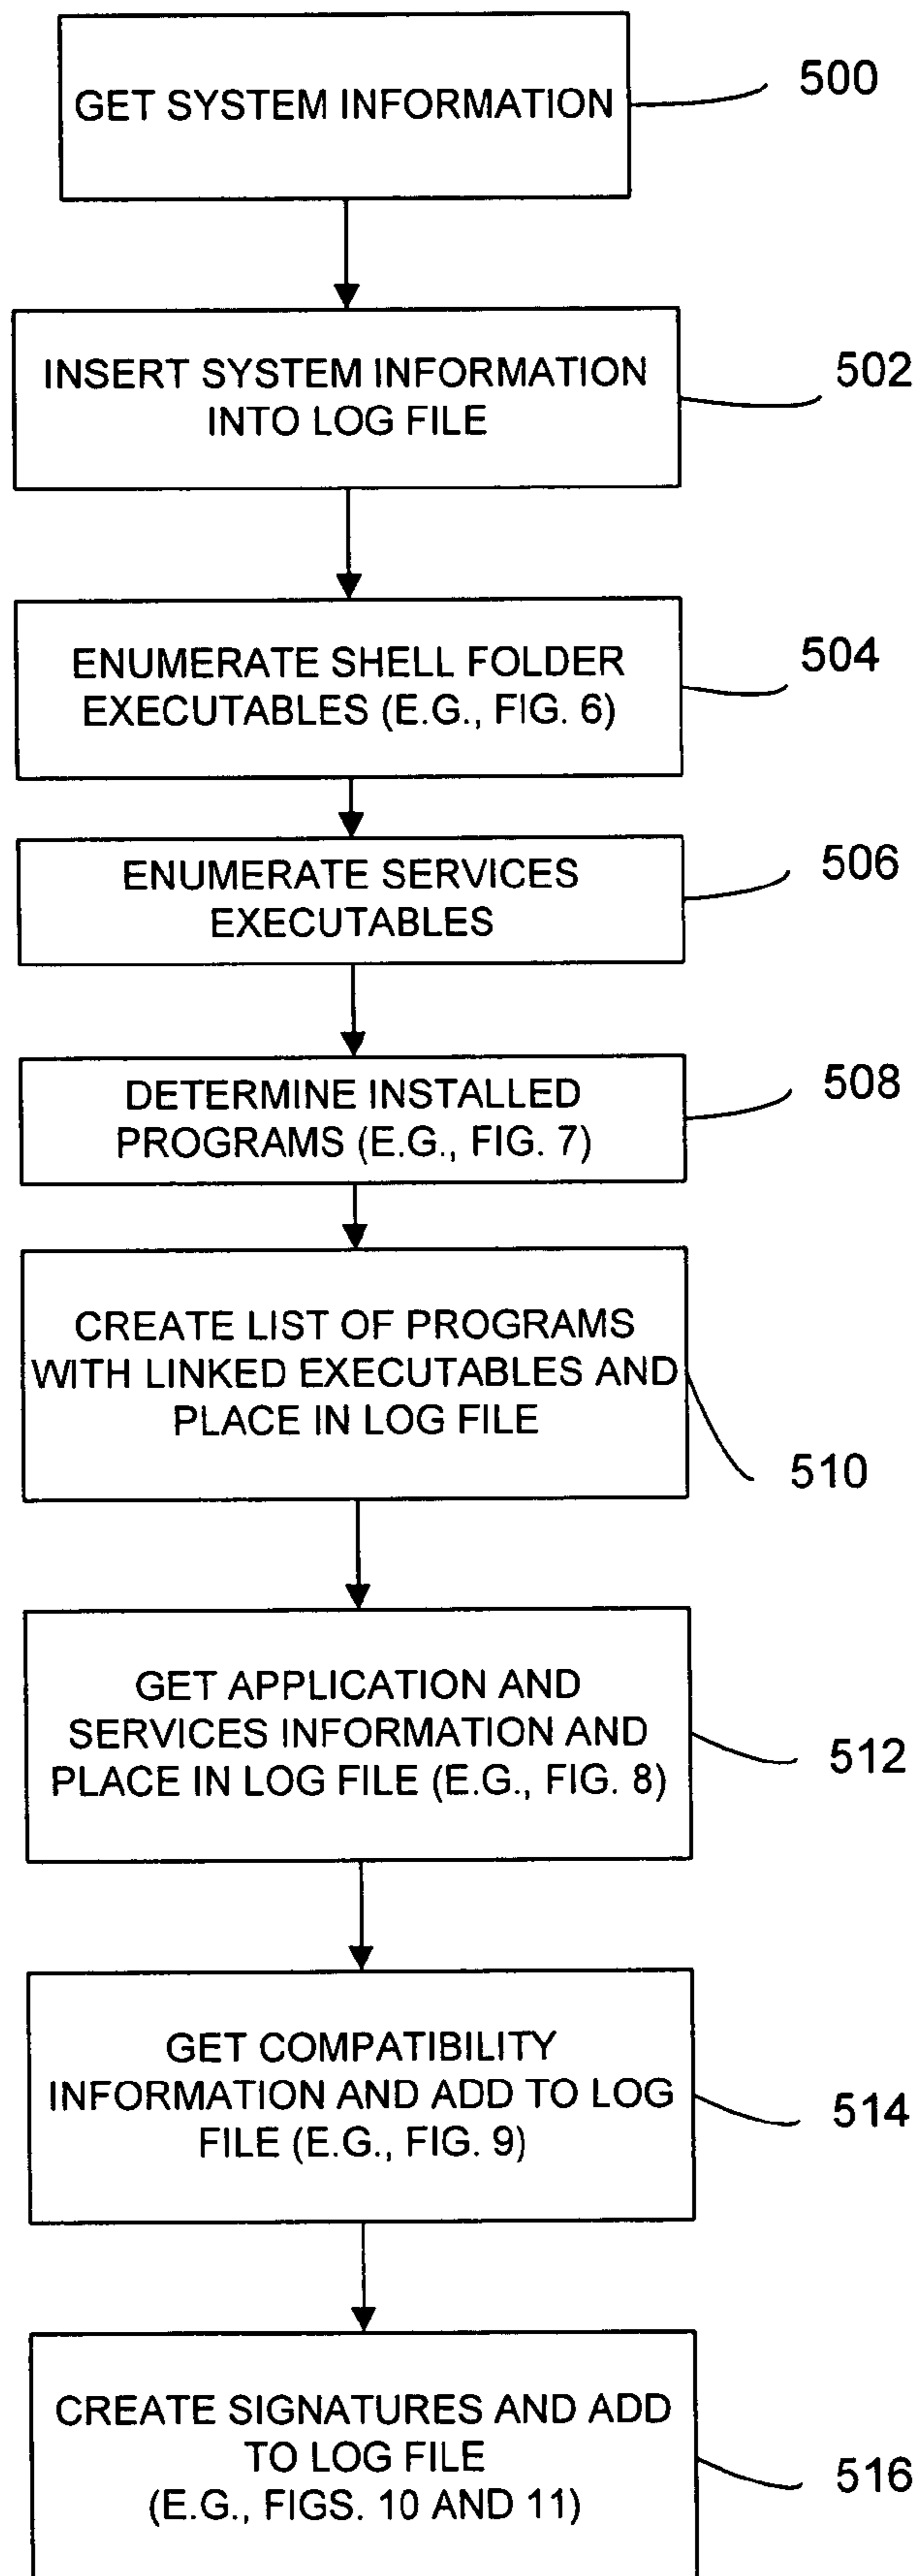 GET SYSTEM INFORMATION
500
INSERT SYSTEM INFORMATION
INTO LOG FILE
502
ENUMERATE SHELL FOLDER
EXECUTABLES (E.G., FIG. 6)
504
ENUMERATE SERVICES
EXECUTABLES
506
DETERMINE INSTALLED
PROGRAMS (E.G., FIG. 7)
508
CREATE LIST OF PROGRAMS
WITH LINKED EXECUTABLES AND
PLACE IN LOG FILE
510
GET APPLICATION AND
SERVICES INFORMATION AND
PLACE IN LOG FILE (E.G., FIG. 8)
512
GET COMPATIBILITY
INFORMATION AND ADD TO LOG
FILE (E.G., FIG. 9)
514
CREATE SIGNATURES AND ADD
TO LOG FILE
(E.G., FIGS. 10 AND 11)
516